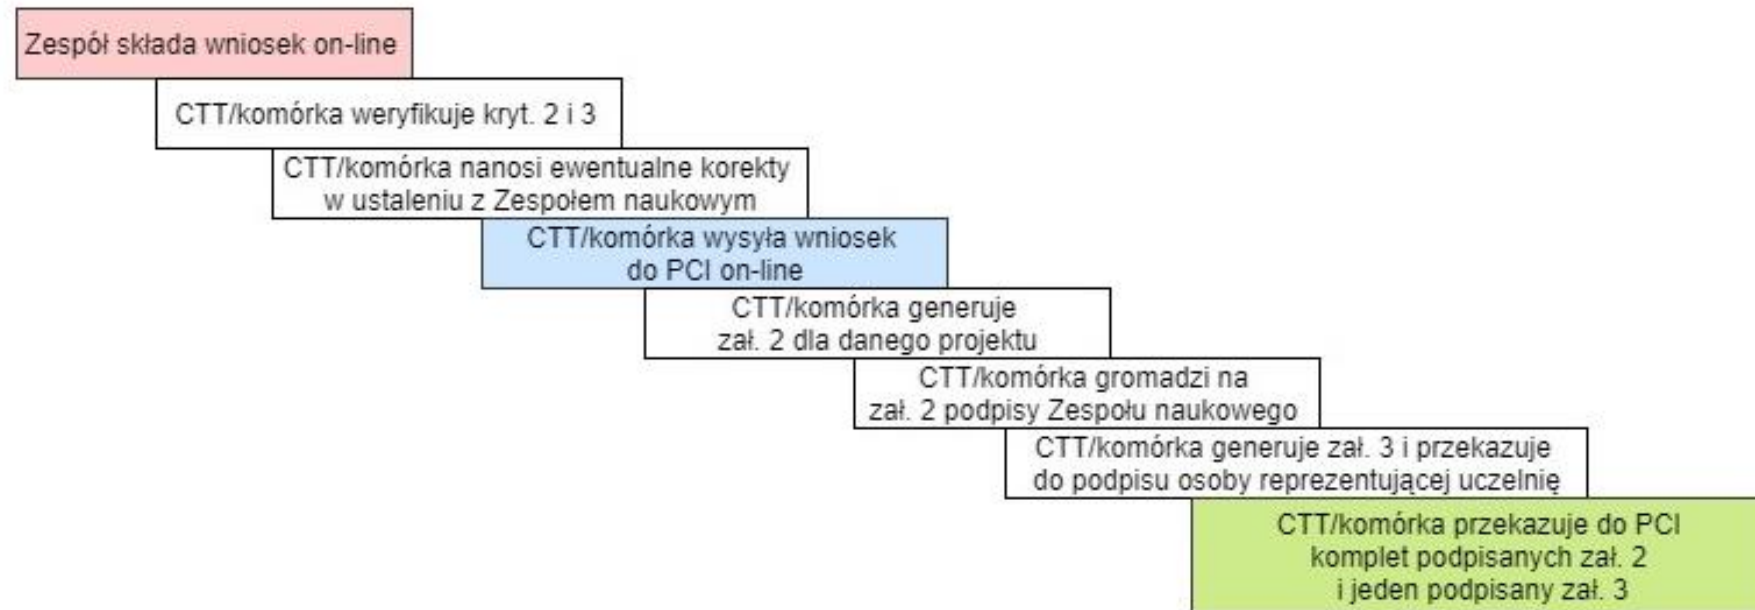 Zespół składa wniosek on-line
CTT/komórka weryfikuje kryt. 2 i 3
CTT/komórka nanosi ewentualne korekty
w ustaleniu z Zespołem naukowym
CTT/komórka wysyła wniosek
do PCI on-line
CTT/komórka generuje
zał. 2 dla danego projektu
CTT/komórka gromadzi na
zał. 2 podpisy Zespołu naukowego
CTT/komórka generuje zał. 3 i przekazuje
do podpisu osoby reprezentującej uczelnię
CTT/komórka przekazuje do PCI
komplet podpisanych zał. 2
i jeden podpisany zał. 3